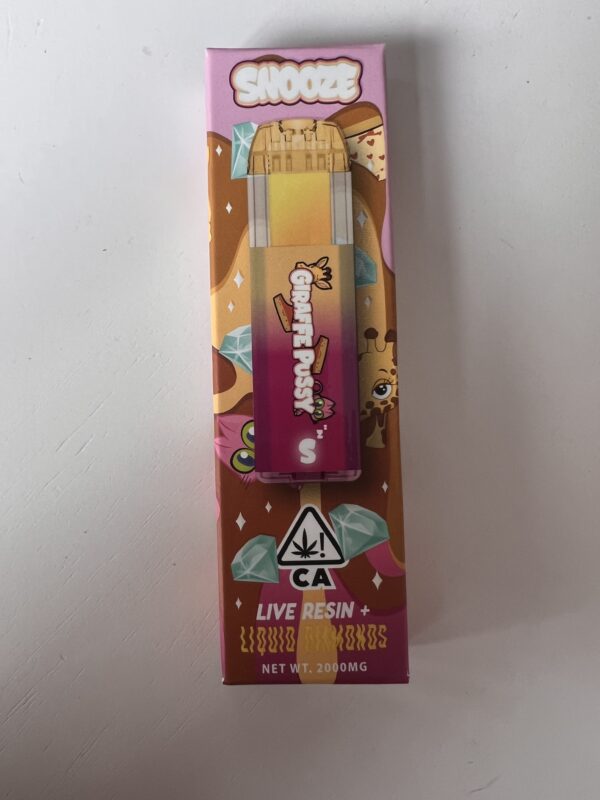 SNOOZE
GIRAFFE PUSSY
S
!
CA
LIVE RESIN +
LIQUID DIAMONDS
NET WT. 2000MG